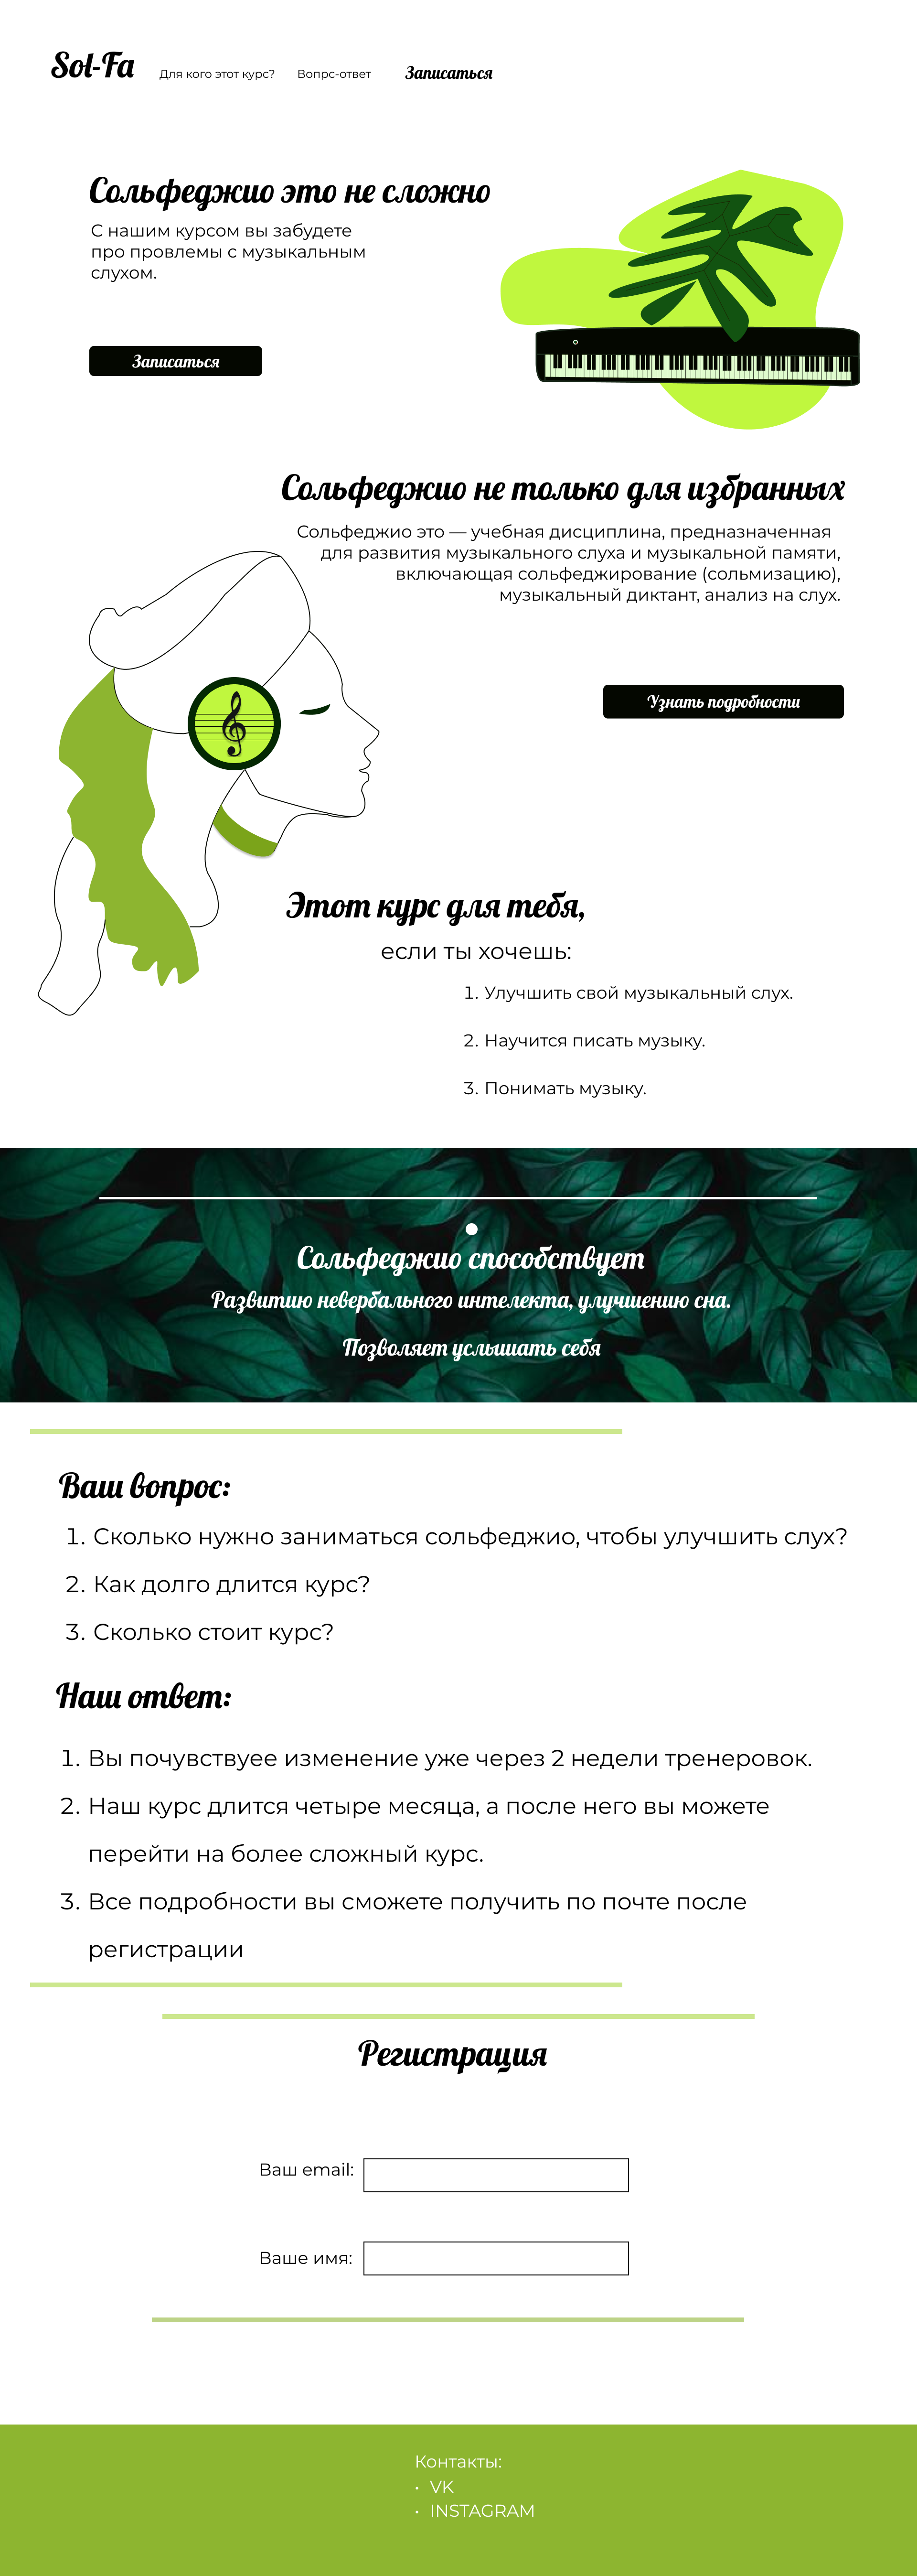 Sol-Fa
Для кого этот курс?
Вопрс-ответ
Записаться
Сольфеджио это не сложно
С нашим курсом вы забудете
про провлемы с музыкальным
слухом.
Записаться
Сольфеджио не только для избранных
Сольфеджио это — учебная дисциплина, предназначенная
для развития музыкального слуха и музыкальной памяти,
включающая сольфеджирование (сольмизацию),
музыкальный диктант, анализ на слух.
Узнать подробности
Этот курс для тебя,
если ты хочешь:
1. Улучшить свой музыкальный слух.
2. Научится писать музыку.
3. Понимать музыку.
Сольфеджио способствует
Развитию невербального интелекта, улучшению сна.
Позволяет услышать себя
Ваш вопрос:
1. Сколько нужно заниматься сольфеджио, чтобы улучшить слух?
2. Как долго длится курс?
3. Сколько стоит курс?
Наш ответ:
1. Вы почувствуее изменение уже через 2 недели тренеровок.
2. Наш курс длится четыре месяца, а после него вы можете
перейти на более сложный курс.
3. Все подробности вы сможете получить по почте после
регистрации
Регистрация
Ваш email:
Ваше имя:
Контакты:
• VK
• INSTAGRAM